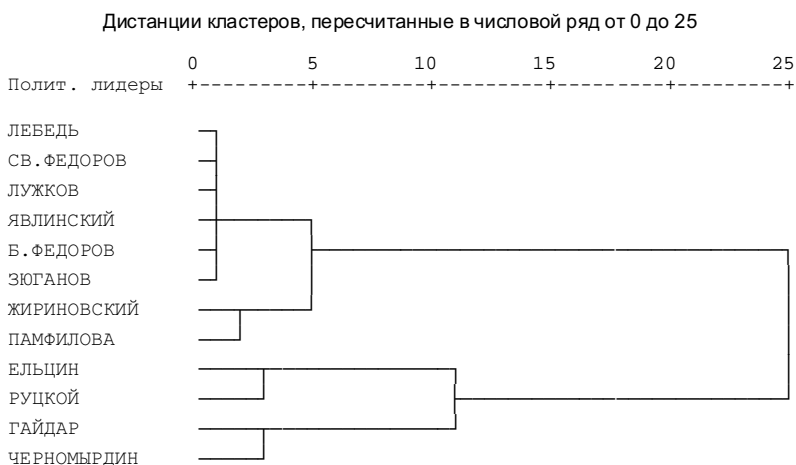 Дистанции кластеров, пересчитанные в числовой ряд от 0 до 25
0 5 10 15 20 25
Полит. лидеры +---------+---------+---------+---------+---------+
ЛЕБЕДЬ
СВ.ФЕДОРОВ
ЛУЖКОВ
ЯВЛИНСКИЙ
Б.ФЕДОРОВ
ЗЮГАНОВ
ЖИРИНОВСКИЙ
ПАМФИЛОВА
ЕЛЬЦИН
РУЦКОЙ
ГАЙДАР
ЧЕРНОМЫРДИН